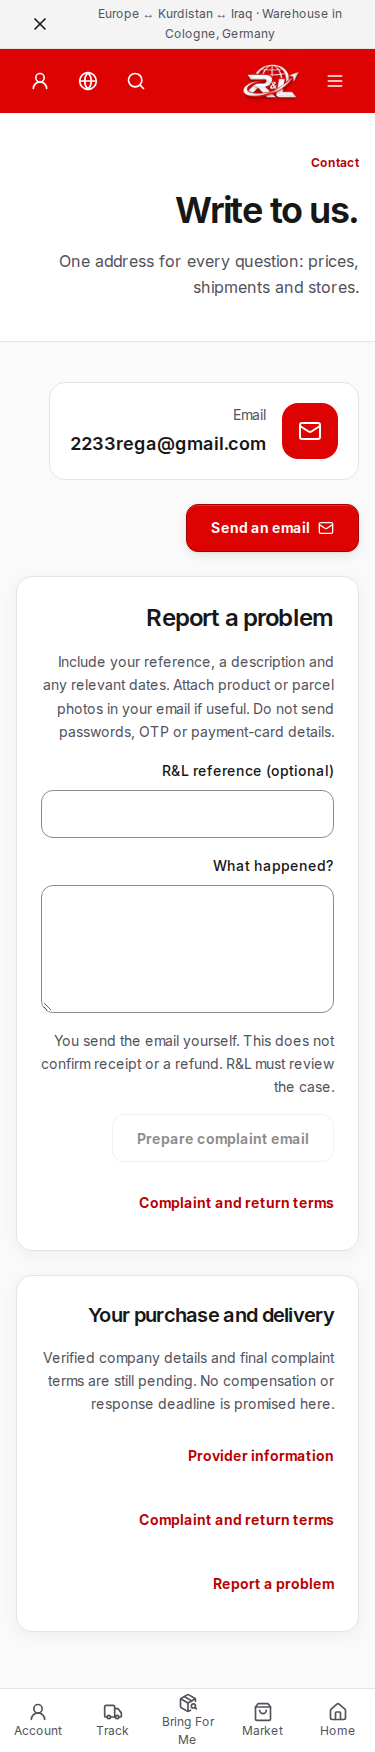 Europe ↔ Kurdistan ↔ Iraq · Warehouse in
Cologne, Germany
R&L
Contact
Write to us.
One address for every question: prices,
shipments and stores.
Email
2233rega@gmail.com
Send an email
Report a problem
Include your reference, a description and
any relevant dates. Attach product or parcel
photos in your email if useful. Do not send
passwords, OTP or payment-card details.
R&L reference (optional)
What happened?
You send the email yourself. This does not
confirm receipt or a refund. R&L must review
the case.
Prepare complaint email
Complaint and return terms
Your purchase and delivery
Verified company details and final complaint
terms are still pending. No compensation or
response deadline is promised here.
Provider information
Complaint and return terms
Report a problem
Account
Track
Bring For
Me
Market
Home